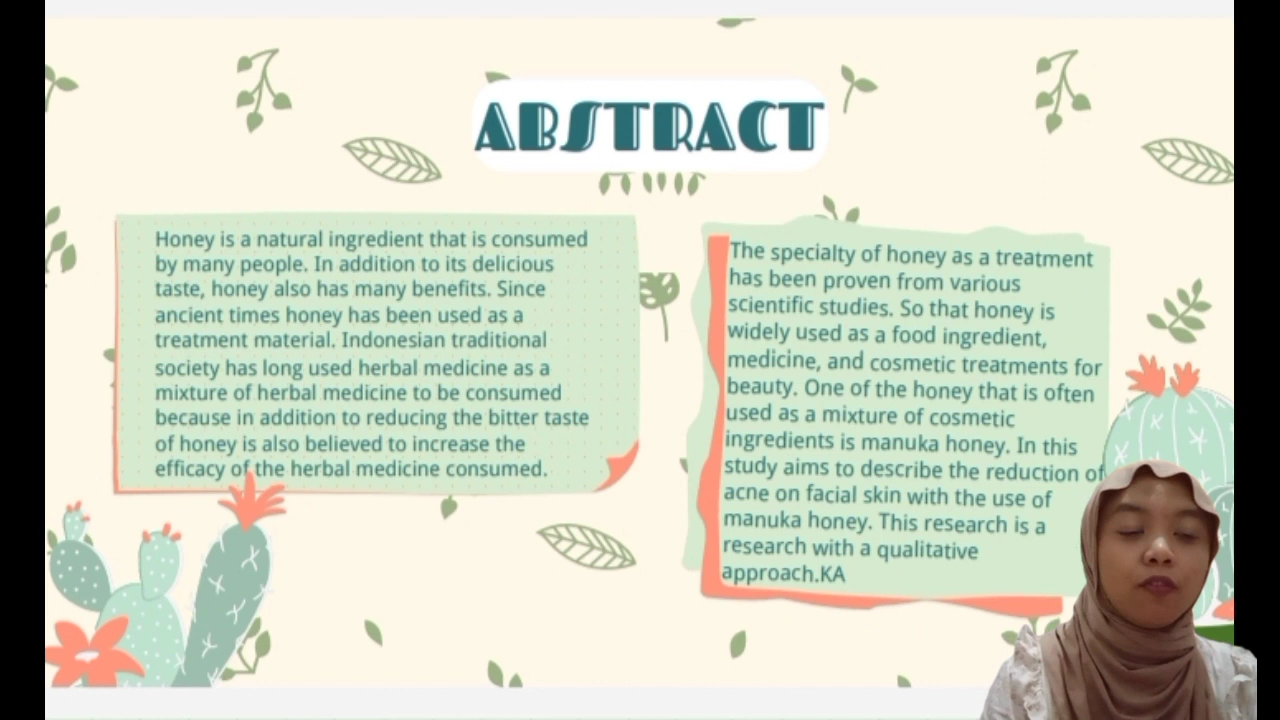 ABSTRACT
Honey is a natural ingredient that is consumed
by many people. In addition to its delicious
taste, honey also has many benefits. Since
ancient times honey has been used as a
treatment material. Indonesian traditional
society has long used herbal medicine as a
mixture of herbal medicine to be consumed
because in addition to reducing the bitter taste
of honey is also believed to increase the
efficacy of the herbal medicine consumed.
The specialty of honey as a treatment
has been proven from various
scientific studies. So that honey is
widely used as a food ingredient,
medicine, and cosmetic treatments for
beauty. One of the honey that is often
used as a mixture of cosmetic
ingredients is manuka honey. In this
study aims to describe the reduction of
acne on facial skin with the use of
manuka honey. This research is a
research with a qualitative
approach.KA